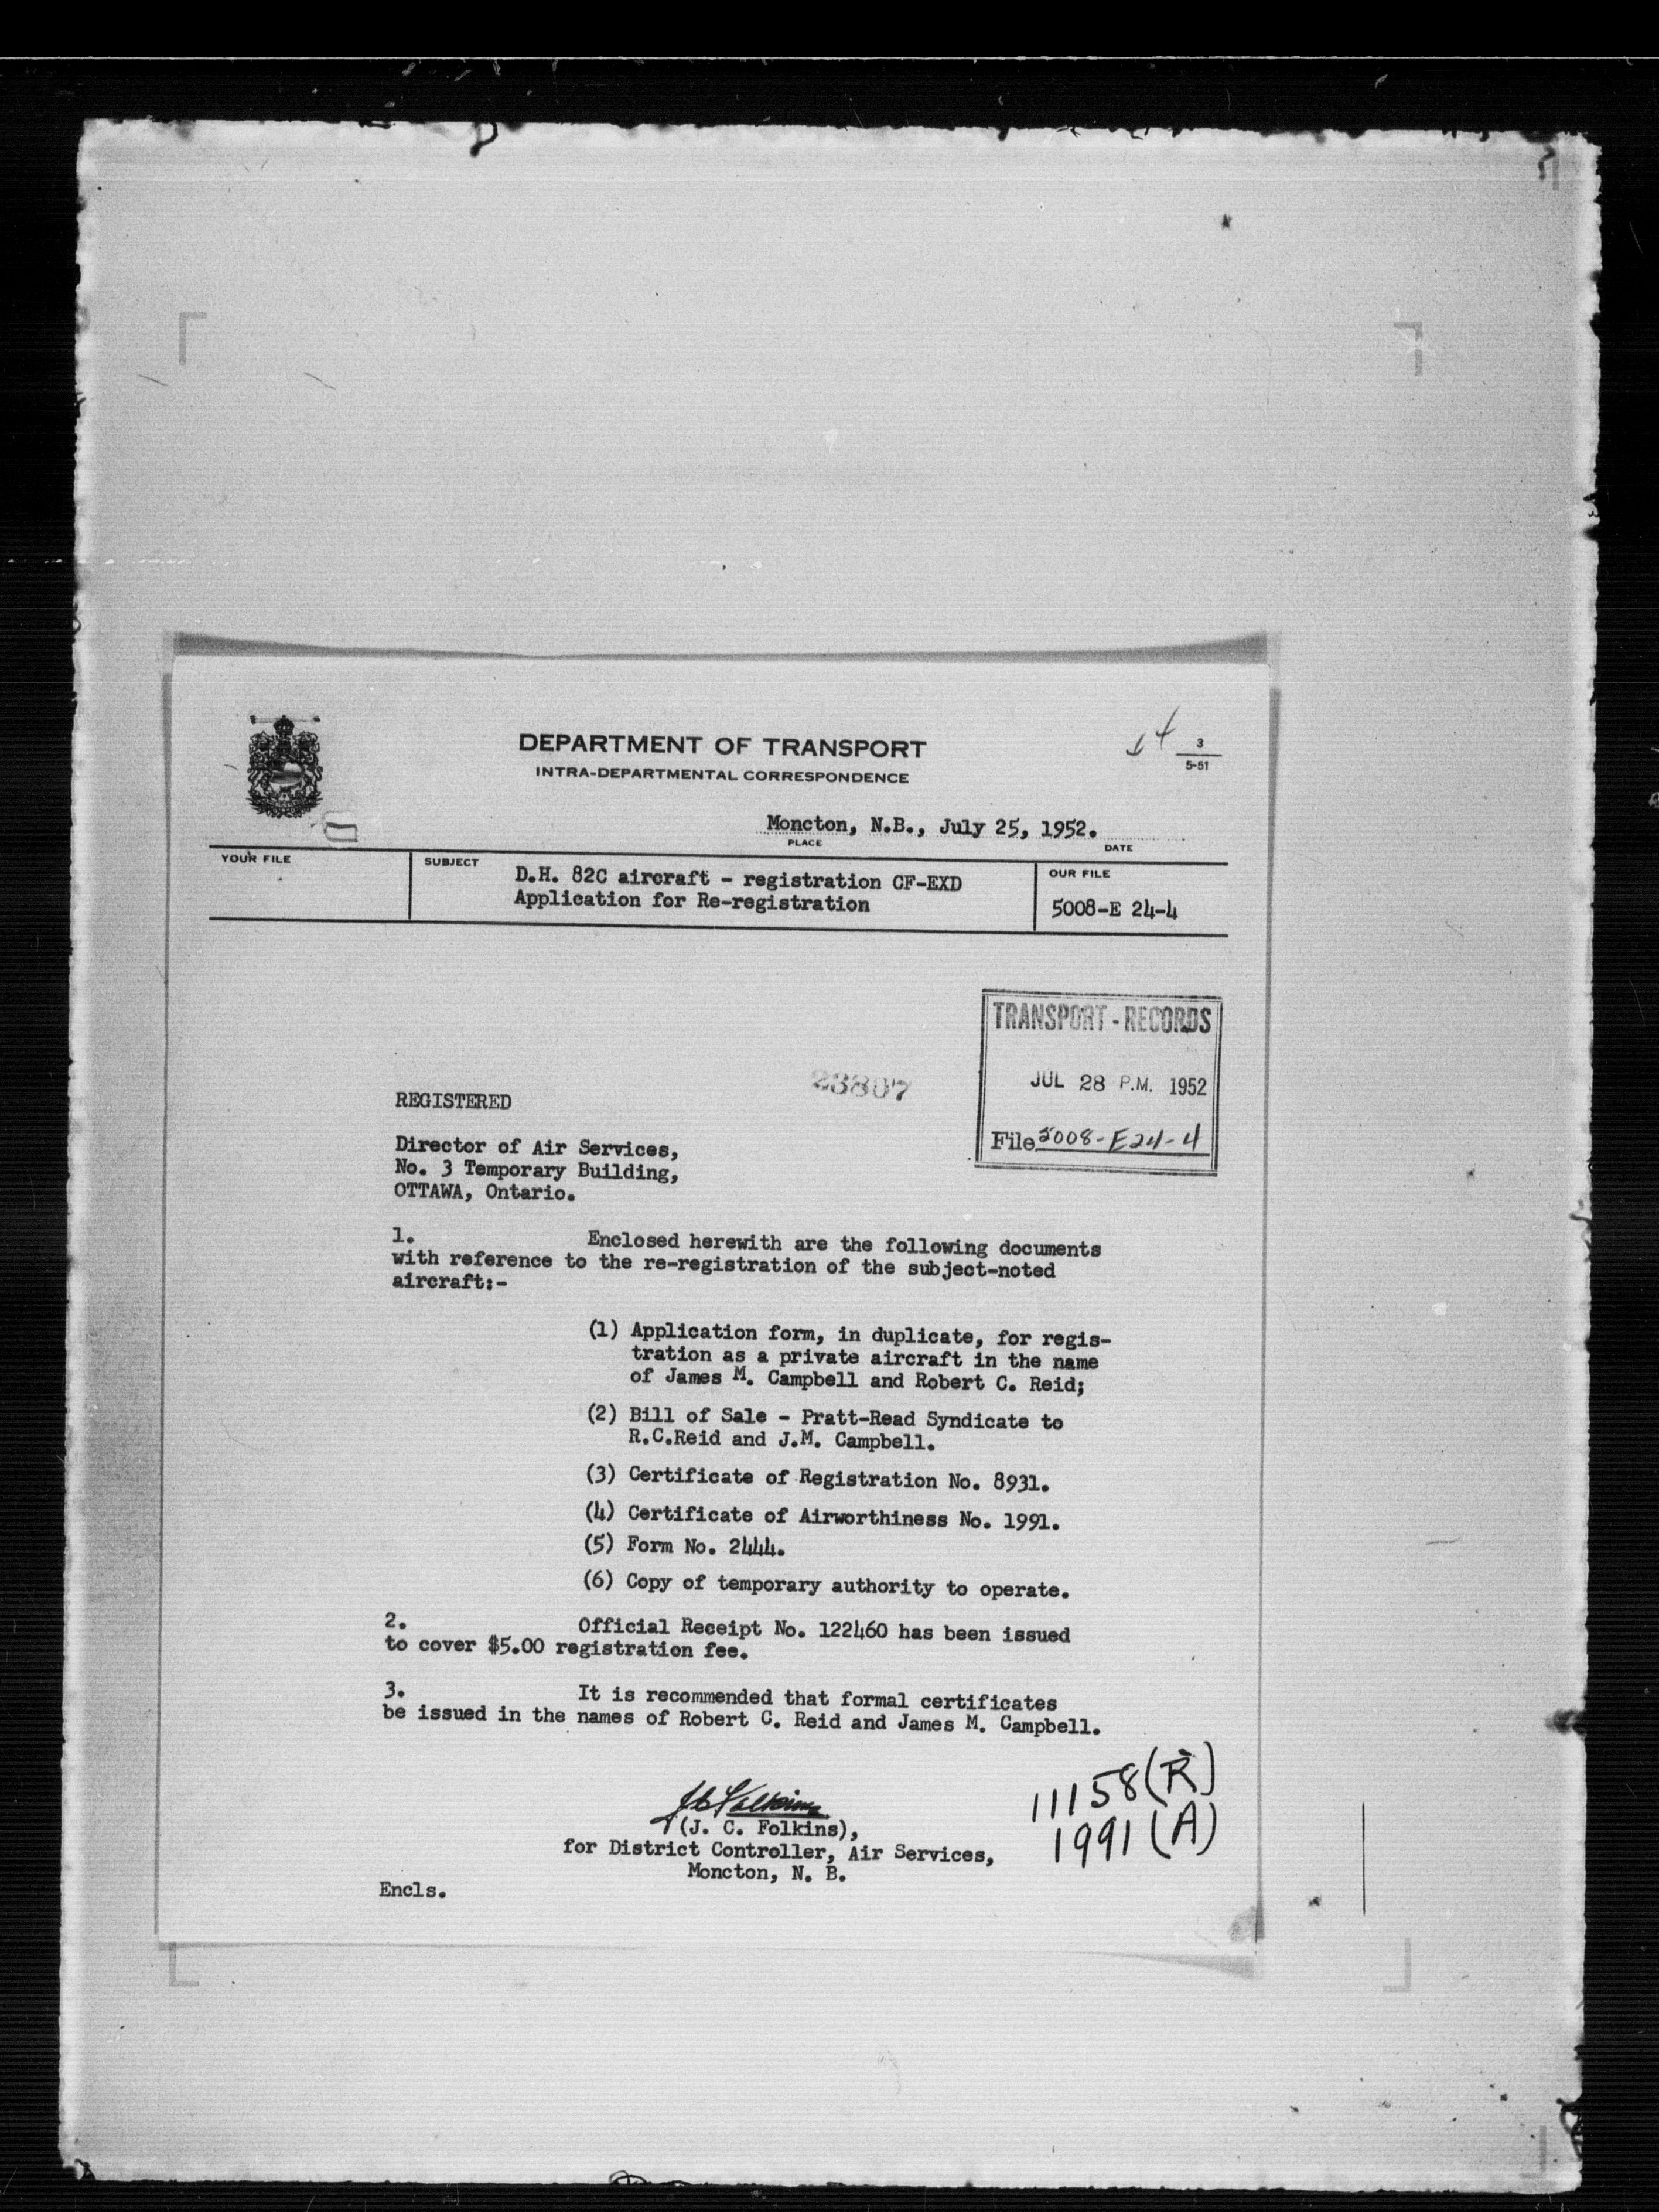 DEPARTMENT OF TRANSPORT
INTRA-DEPARTMENTAL CORRESPONDENCE
3
5-51
Moncton, N.B., July 25, 1952.
PLACE
DATE
YOUR FILE
SUBJECT
D.H. 82C aircraft - registration CF-EXD
Application for Re-registration
OUR FILE
5008-E 24-4
TRANSPORT - RECORDS
JUL 28 P.M. 1952
File 5008-E24-4
23807
REGISTERED
Director of Air Services,
No. 3 Temporary Building,
OTTAWA, Ontario.
1. Enclosed herewith are the following documents
with reference to the re-registration of the subject-noted
aircraft:-
(1) Application form, in duplicate, for regis-
tration as a private aircraft in the name
of James M. Campbell and Robert C. Reid;
(2) Bill of Sale - Pratt-Read Syndicate to
R.C.Reid and J.M. Campbell.
(3) Certificate of Registration No. 8931.
(4) Certificate of Airworthiness No. 1991.
(5) Form No. 2444.
(6) Copy of temporary authority to operate.
2. Official Receipt No. 122460 has been issued
to cover $5.00 registration fee.
3. It is recommended that formal certificates
be issued in the names of Robert C. Reid and James M. Campbell.
11158(R)
1991(A)
J C Folkins
(J. C. Folkins),
for District Controller, Air Services,
Moncton, N. B.
Encls.